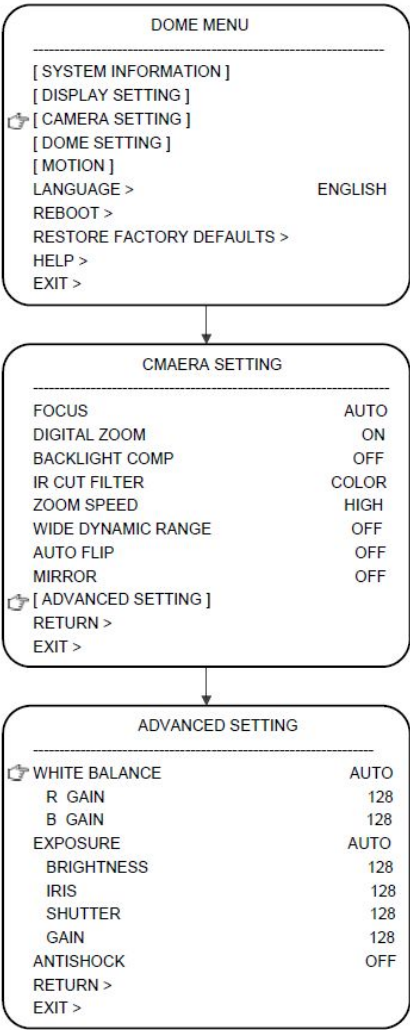 DOME MENU
[ SYSTEM INFORMATION ]
[ DISPLAY SETTING ]
[ CAMERA SETTING ]
[ DOME SETTING ]
[ MOTION ]
LANGUAGE > ENGLISH
REBOOT >
RESTORE FACTORY DEFAULTS >
HELP >
EXIT >
CMAERA SETTING
FOCUS AUTO
DIGITAL ZOOM ON
BACKLIGHT COMP OFF
IR CUT FILTER COLOR
ZOOM SPEED HIGH
WIDE DYNAMIC RANGE OFF
AUTO FLIP OFF
MIRROR OFF
[ ADVANCED SETTING ]
RETURN >
EXIT >
ADVANCED SETTING
WHITE BALANCE AUTO
R GAIN 128
B GAIN 128
EXPOSURE AUTO
BRIGHTNESS 128
IRIS 128
SHUTTER 128
GAIN 128
ANTISHOCK OFF
RETURN >
EXIT >